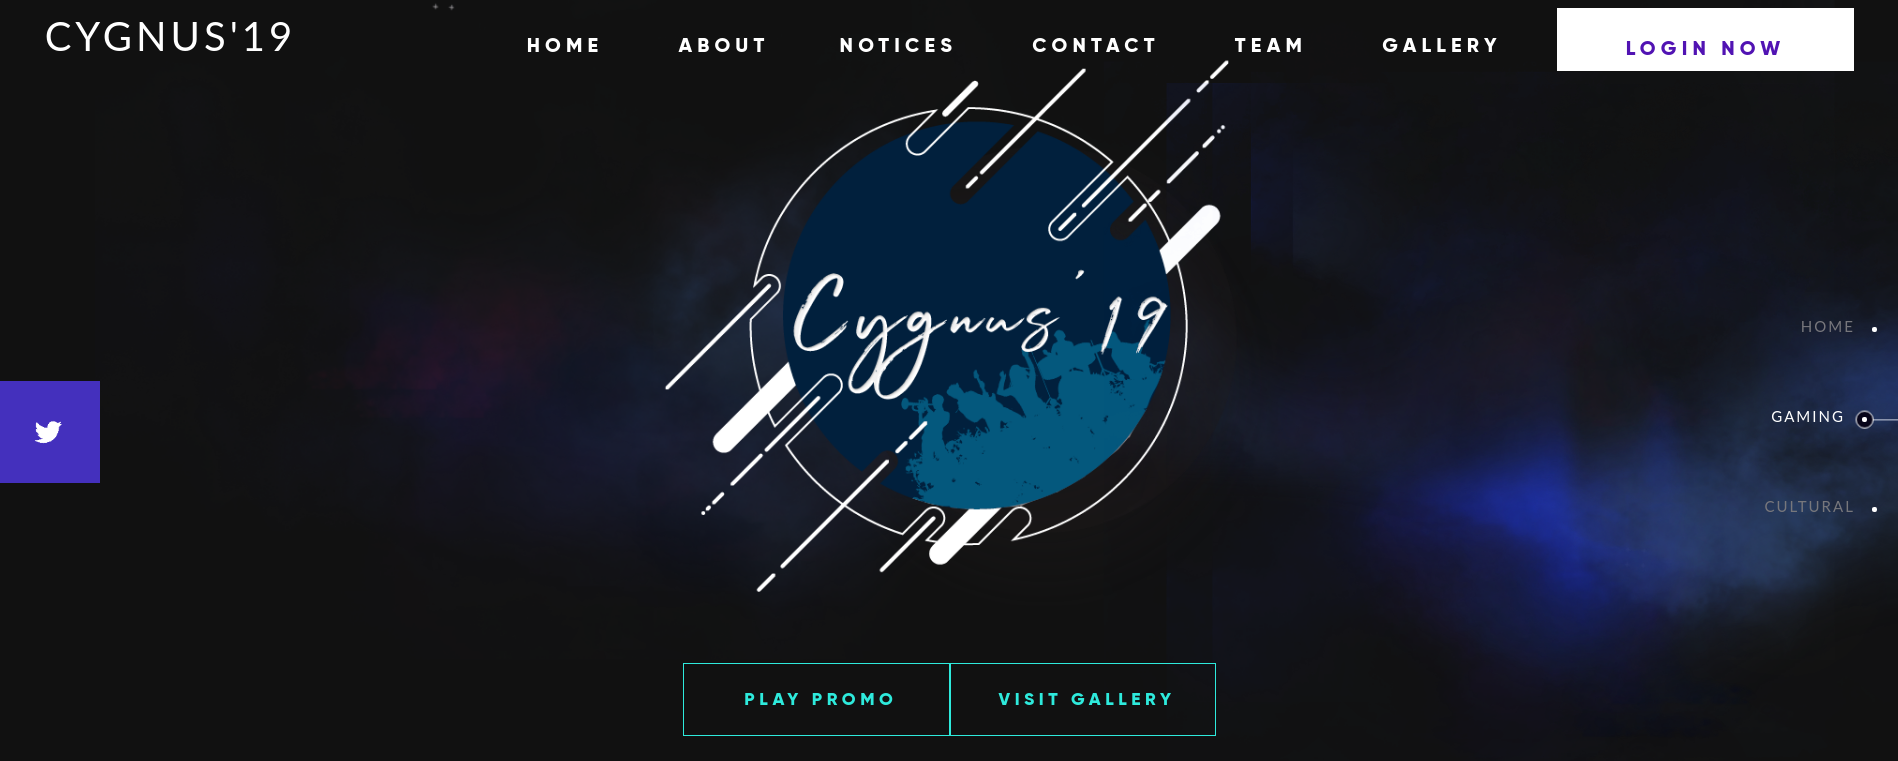 CYGNUS'19
HOME ABOUT NOTICES CONTACT TEAM GALLERY LOGIN NOW
Cygnus' 19
HOME
GAMING
CULTURAL
PLAY PROMO VISIT GALLERY